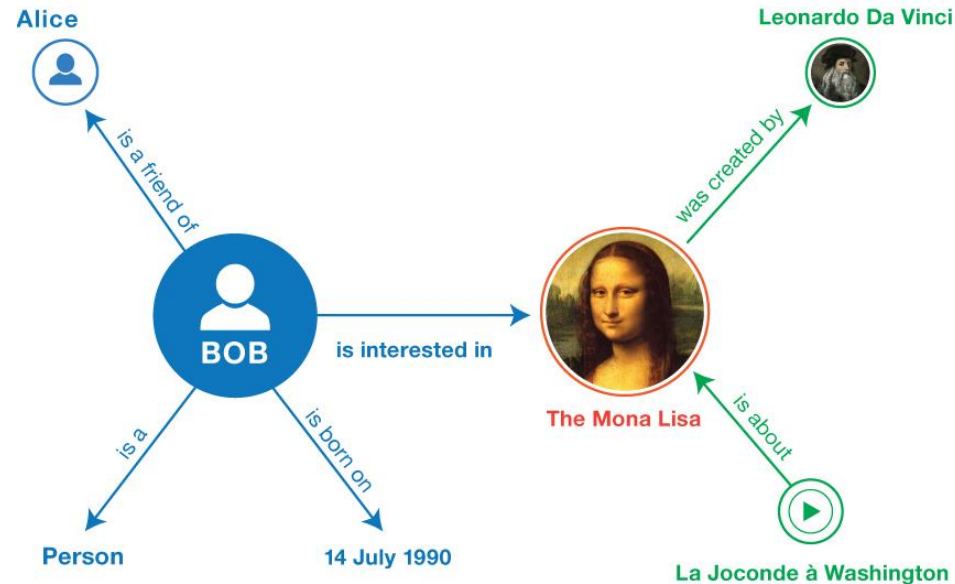 Alice
Leonardo Da Vinci
is a friend of
was created by
BOB
is interested in
The Mona Lisa
is a
is born on
is about
Person
14 July 1990
La Joconde à Washington